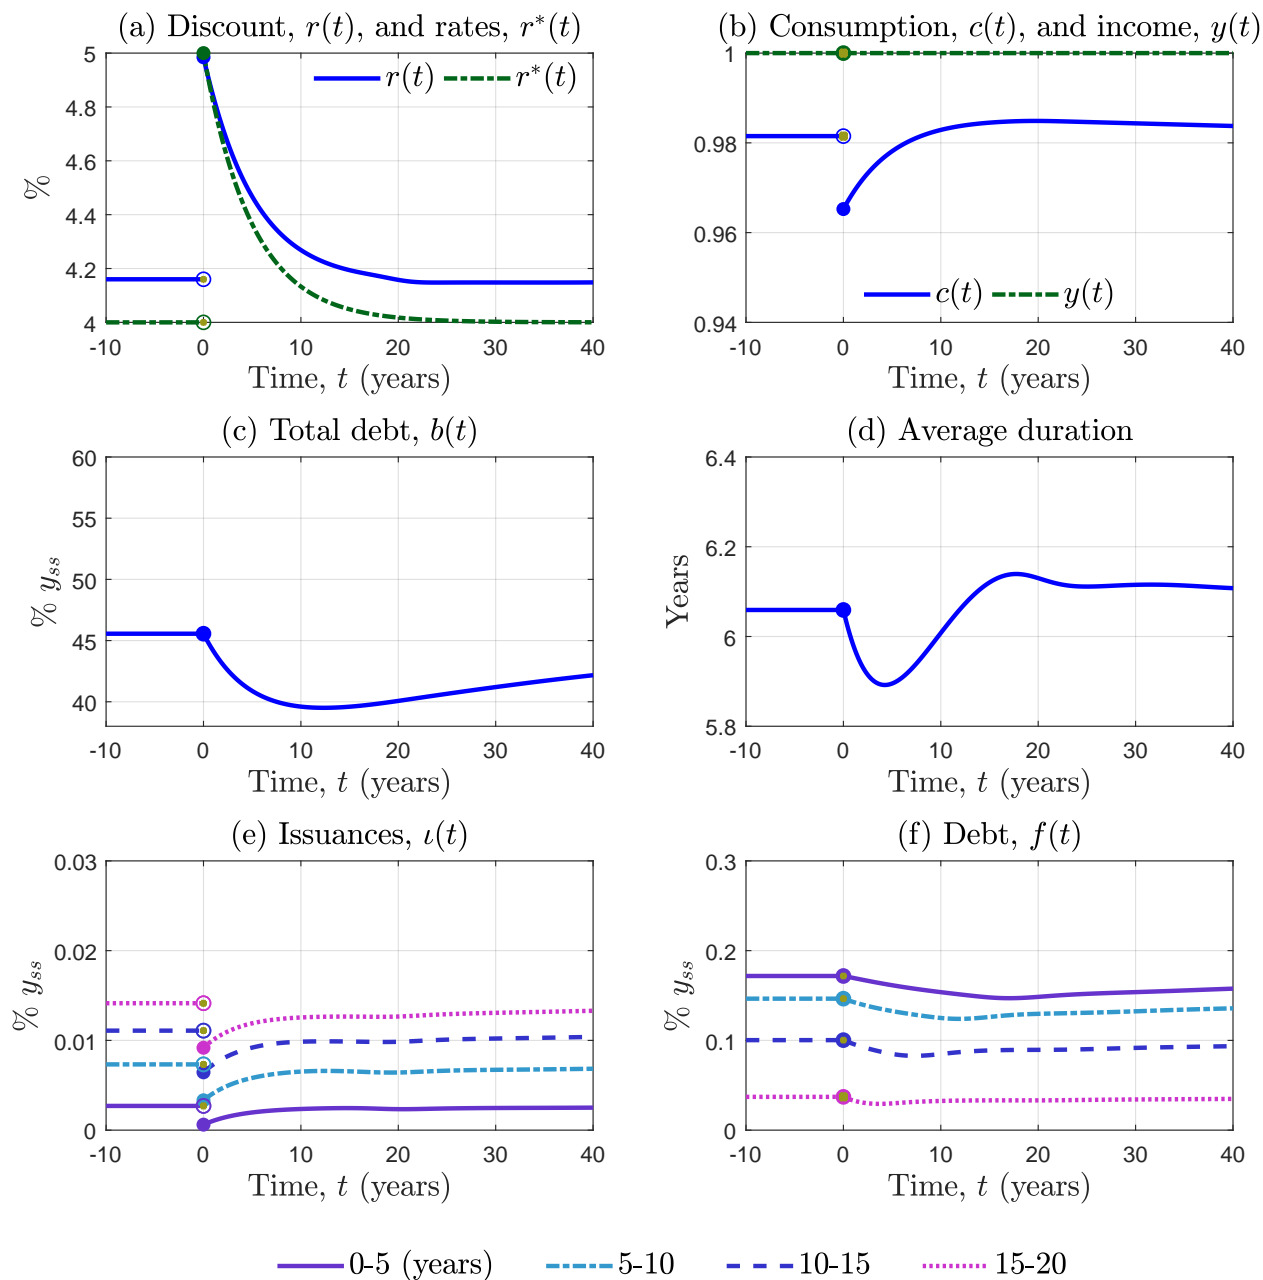 (a) Discount, r(t), and rates, r*(t)
5
4.8
4.6
4.4
4.2
4
%
r(t) r*(t)
-10 0 10 20 30 40
Time, t (years)
(b) Consumption, c(t), and income, y(t)
1
0.98
0.96
0.94
c(t) y(t)
-10 0 10 20 30 40
Time, t (years)
(c) Total debt, b(t)
60
55
50
45
40
% yss
-10 0 10 20 30 40
Time, t (years)
(d) Average duration
6.4
6.2
6
5.8
Years
-10 0 10 20 30 40
Time, t (years)
(e) Issuances, ι(t)
0.03
0.02
0.01
0
% yss
-10 0 10 20 30 40
Time, t (years)
(f) Debt, f(t)
0.3
0.2
0.1
0
% yss
-10 0 10 20 30 40
Time, t (years)
0-5 (years) 5-10 10-15 15-20